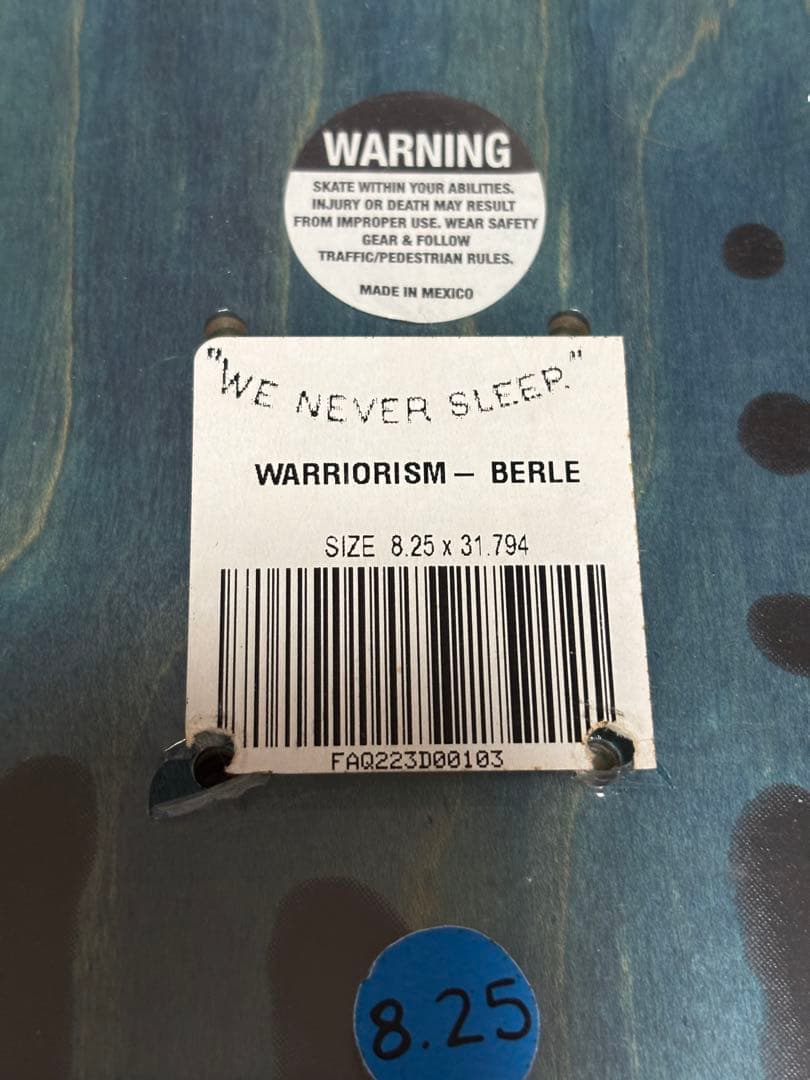 WARNING
SKATE WITHIN YOUR ABILITIES.
INJURY OR DEATH MAY RESULT
FROM IMPROPER USE. WEAR SAFETY
GEAR & FOLLOW
TRAFFIC/PEDESTRIAN RULES.
MADE IN MEXICO
"WE NEVER SLEEP"
WARRIORISM – BERLE
SIZE 8.25 x 31.794
FAQ223D00103
8.25